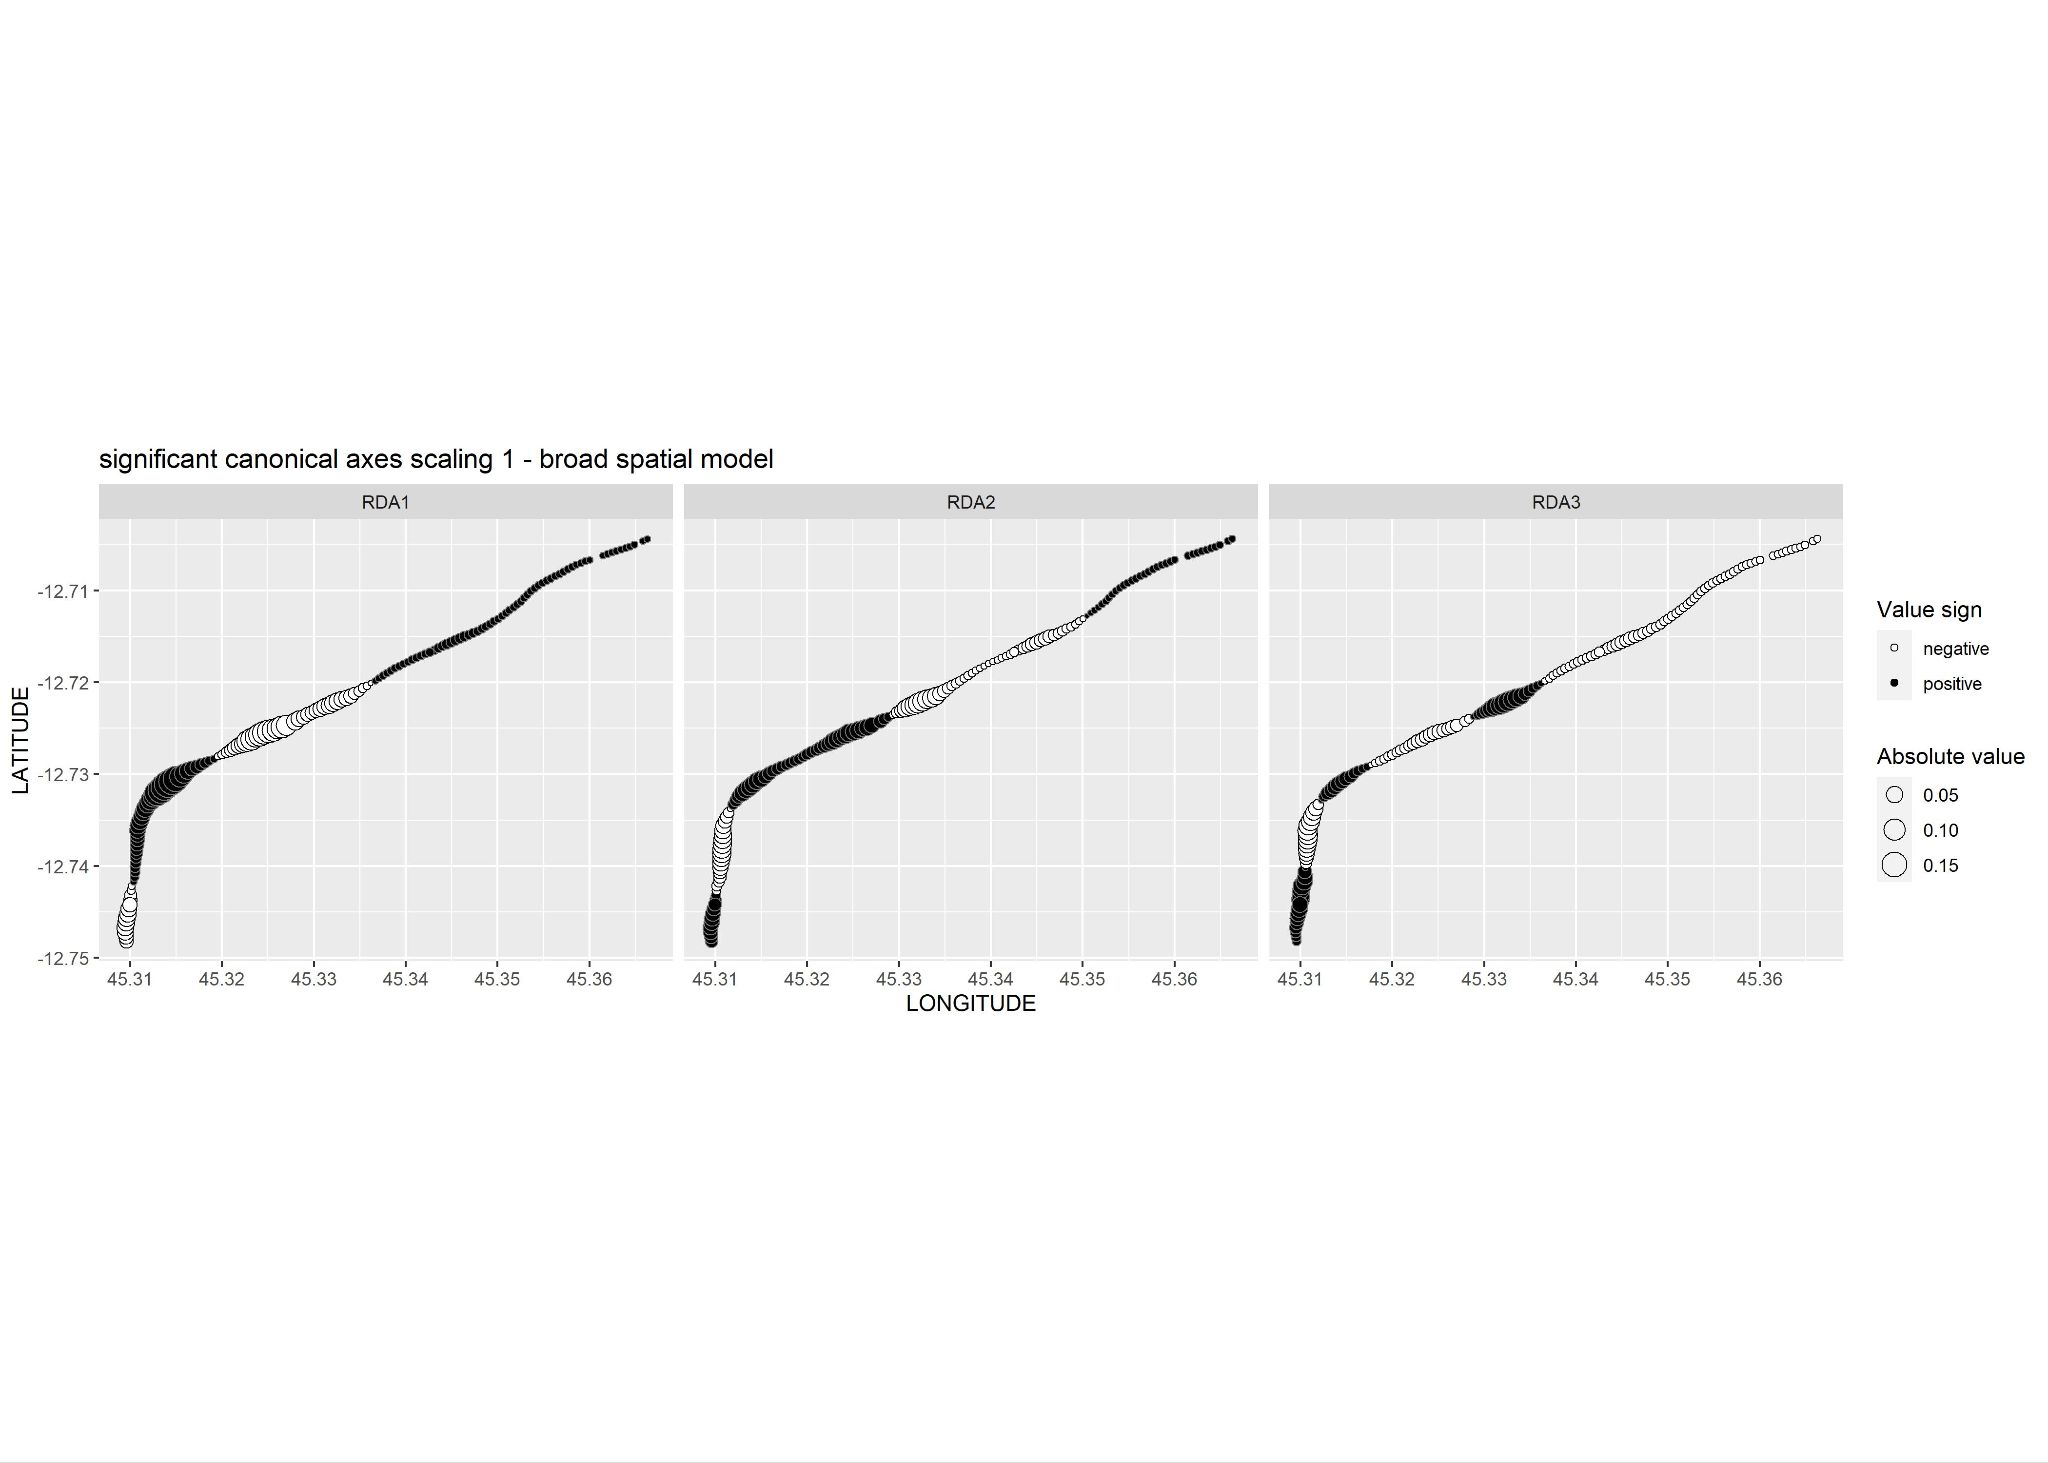 significant canonical axes scaling 1 - broad spatial model
RDA1
RDA2
RDA3
LATITUDE
-12.71
-12.72
-12.73
-12.74
-12.75
45.31 45.32 45.33 45.34 45.35 45.36
45.31 45.32 45.33 45.34 45.35 45.36
45.31 45.32 45.33 45.34 45.35 45.36
LONGITUDE
Value sign
negative
positive
Absolute value
0.05
0.10
0.15